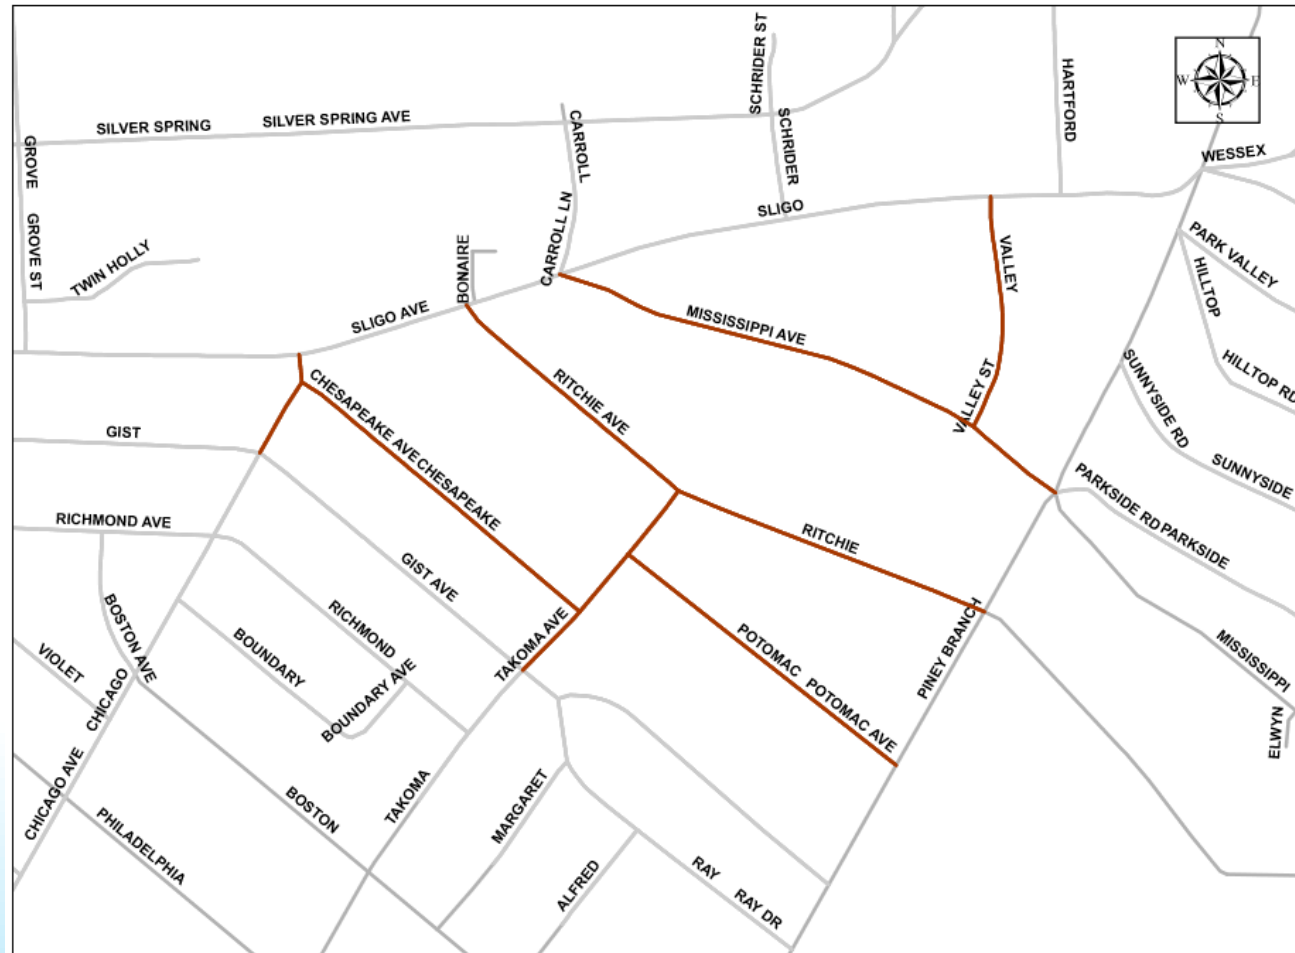 SCHRIDER ST
N
W
E
S
HARTFORD
SILVER SPRING
SILVER SPRING AVE
CARROLL
SCHRIDER
WESSEX
GROVE
GROVE ST
TWIN HOLLY
BONAIRE
CARROLL LN
SLIGO
VALLEY
PARK VALLEY
HILLTOP
SLIGO AVE
MISSISSIPPI AVE
HILLTOP RD
CHESAPEAKE AVE
CHESAPEAKE
RITCHIE AVE
VALLEY ST
SUNNYSIDE RD
SUNNYSIDE
GIST
RICHMOND AVE
GIST AVE
RITCHIE
PARKSIDE RD
PARKSIDE
BOSTON AVE
RICHMOND
BOUNDARY
BOUNDARY AVE
TAKOMA AVE
POTOMAC
POTOMAC AVE
PINEY BRANCH
MISSISSIPPI
ELWYN
VIOLET
CHICAGO
CHICAGO AVE
PHILADELPHIA
BOSTON
TAKOMA
MARGARET
ALFRED
RAY
RAY DR